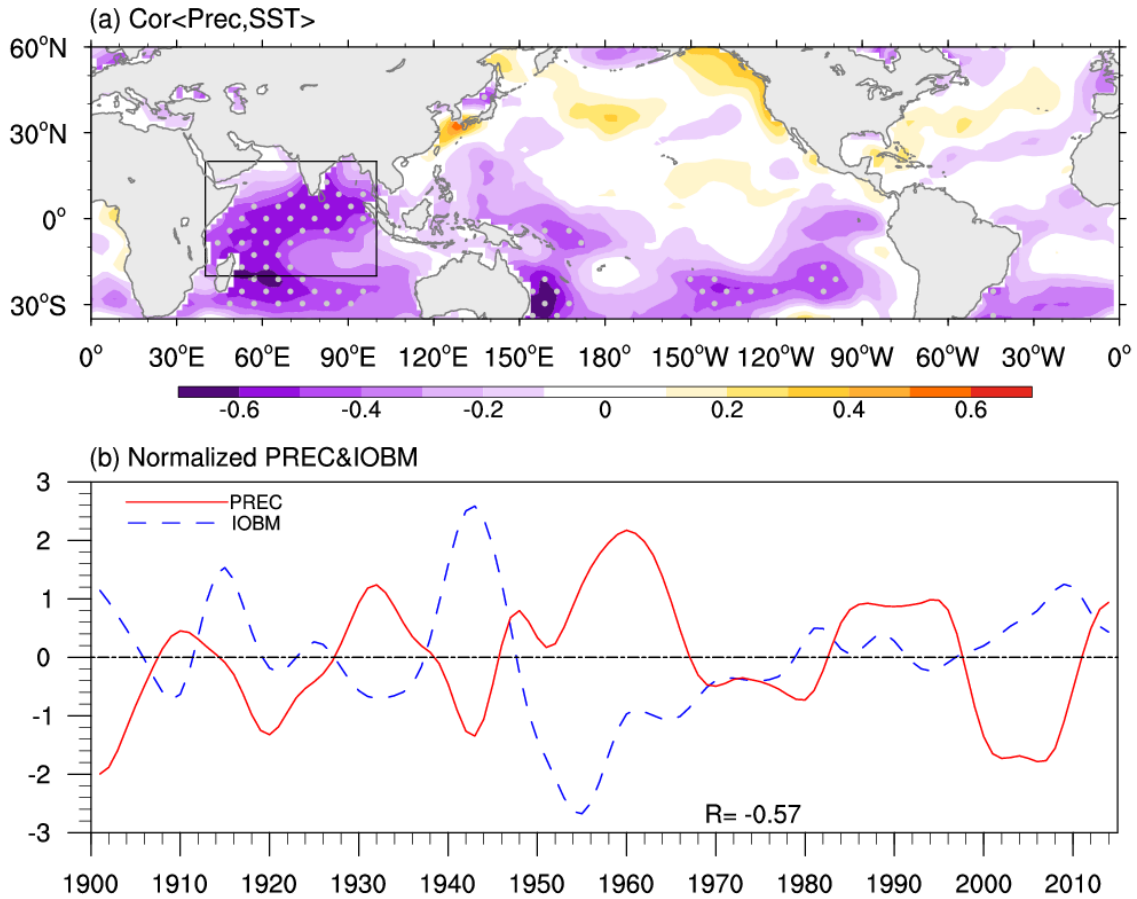 (a) Cor<Prec,SST>
60°N
30°N
0°
30°S
0° 30°E 60°E 90°E 120°E 150°E 180° 150°W 120°W 90°W 60°W 30°W 0°
-0.6 -0.4 -0.2 0 0.2 0.4 0.6
(b) Normalized PREC&IOBM
3
PREC
IOBM
2
1
0
-1
-2
R= -0.57
-3
1900 1910 1920 1930 1940 1950 1960 1970 1980 1990 2000 2010